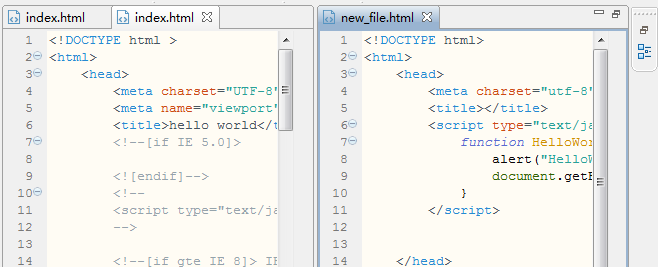 index.html index.html
1 <!DOCTYPE html >
2 <html>
3 <head>
4 <meta charset="UTF-8"
5 <meta name="viewport"
6 <title>hello world</t
7 <!--[if IE 5.0]>
8
9 <![endif]-->
10 <!--
11 <script type="text/ja
12 -->
13
14 <!--[if gte IE 8]> IE
new_file.html
1 <!DOCTYPE html>
2 <html>
3 <head>
4 <meta charset="utf-8"
5 <title></title>
6 <script type="text/ja
7 function HelloWor
8 alert("HelloW
9 document.getE
10 }
11 </script>
12
13
14 </head>